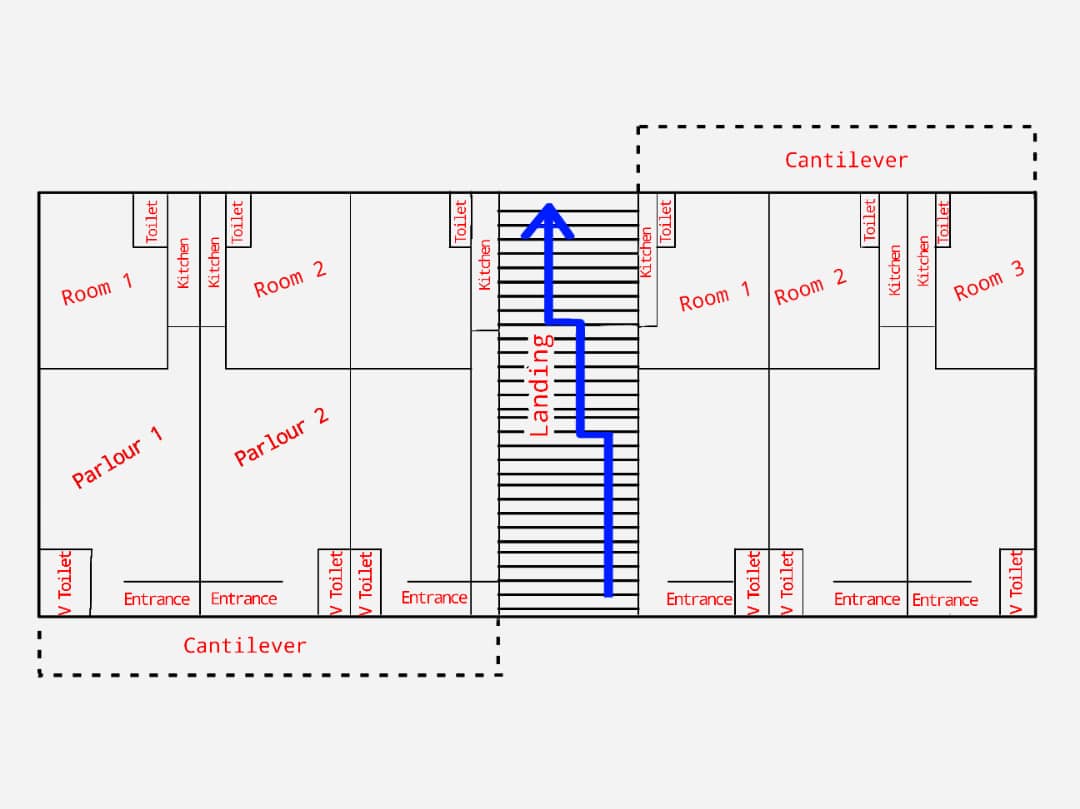 Cantilever
Toilet
Toilet
Toilet
Toilet
Toilet
Toilet
Kitchen
Kitchen
Kitchen
Kitchen
Kitchen
Kitchen
Room 1
Room 2
Room 1
Room 2
Room 3
Landing
Parlour 1
Parlour 2
V Toilet
V Toilet
V Toilet
V Toilet
V Toilet
V Toilet
Entrance
Entrance
Entrance
Entrance
Entrance
Entrance
Cantilever